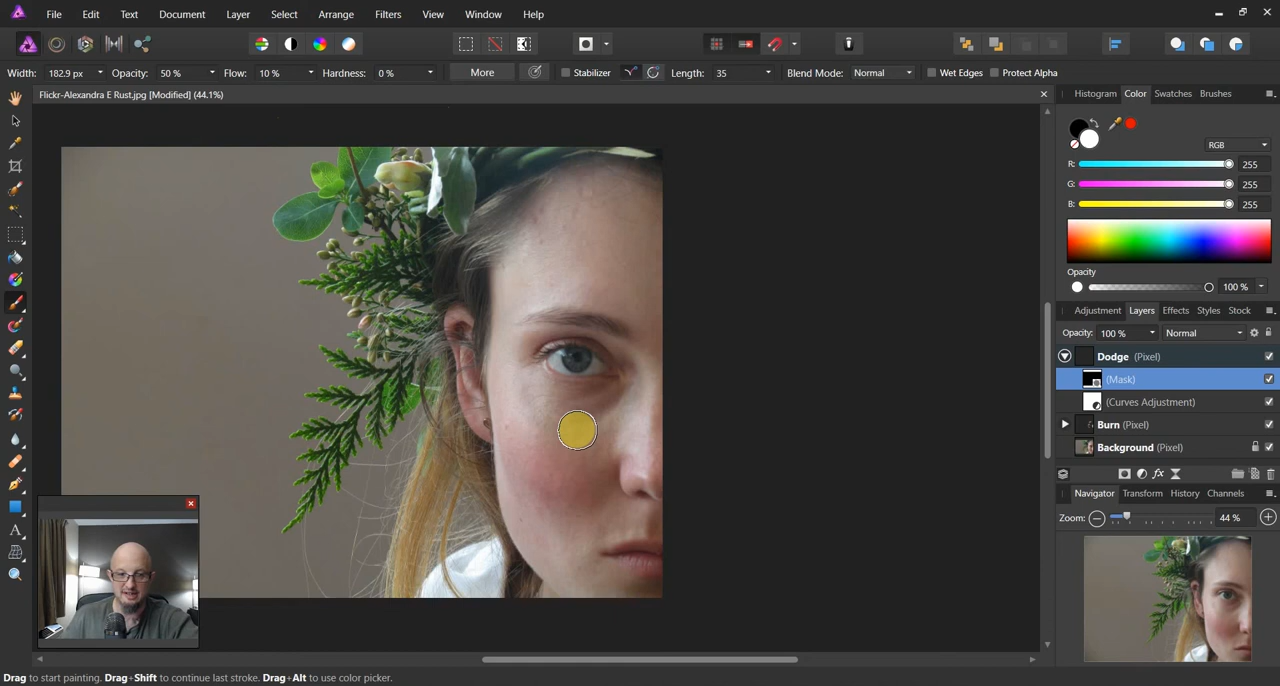 File Edit Text Document Layer Select Arrange Filters View Window Help
Width: 182.9 px Opacity: 50 % Flow: 10 % Hardness: 0 % More Stabilizer Length: 35 Blend Mode: Normal Wet Edges Protect Alpha
Flickr-Alexandra E Rust.jpg [Modified] (44.1%)
Histogram Color Swatches Brushes
RGB
R: 255
G: 255
B: 255
Opacity
100 %
Adjustment Layers Effects Styles Stock
Opacity: 100 % Normal
Dodge (Pixel)
(Mask)
(Curves Adjustment)
Burn (Pixel)
Background (Pixel)
fx
Navigator Transform History Channels
Zoom: 44 %
A
Drag to start painting. Drag+Shift to continue last stroke. Drag+Alt to use color picker.